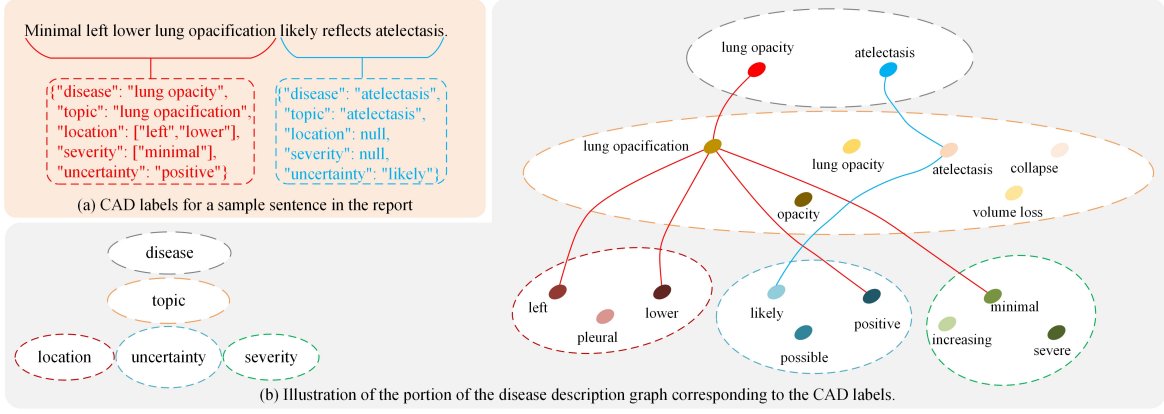 Minimal left lower lung opacification likely reflects atelectasis.
{"disease": "lung opacity",
"topic": "lung opacification",
"location": ["left","lower"],
"severity": ["minimal"],
"uncertainty": "positive"}
{"disease": "atelectasis",
"topic": "atelectasis",
"location": null,
"severity": null,
"uncertainty": "likely"}
(a) CAD labels for a sample sentence in the report
disease
topic
location
uncertainty
severity
lung opacity
atelectasis
lung opacification
lung opacity
atelectasis
collapse
opacity
volume loss
left
pleural
lower
likely
possible
positive
minimal
increasing
severe
(b) Illustration of the portion of the disease description graph corresponding to the CAD labels.